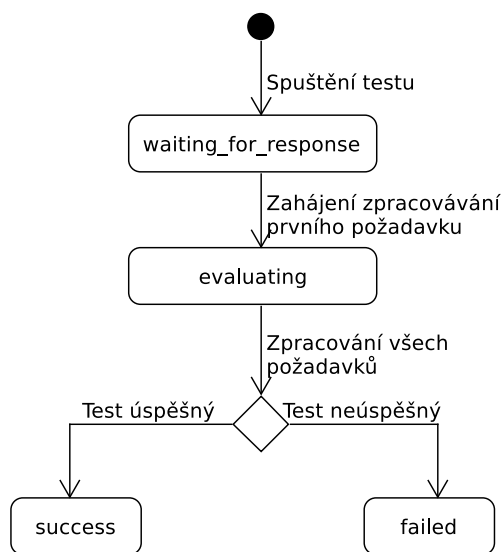 Spuštění testu
waiting_for_response
Zahájení zpracovávání
prvního požadavku
evaluating
Zpracování všech
požadavků
Test úspěšný
Test neúspěšný
success
failed